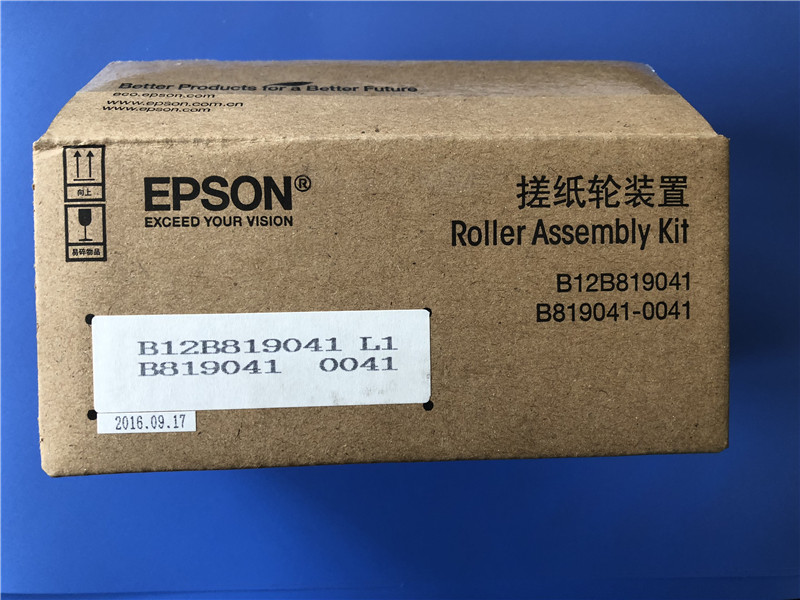 Better Products for a Better Future
eco.epson.com
www.epson.com.cn
www.epson.com
向上
易碎物品
EPSON®
EXCEED YOUR VISION
搓纸轮装置
Roller Assembly Kit
B12B819041
B819041-0041
B12B819041 L1
B819041 0041
2016.09.17